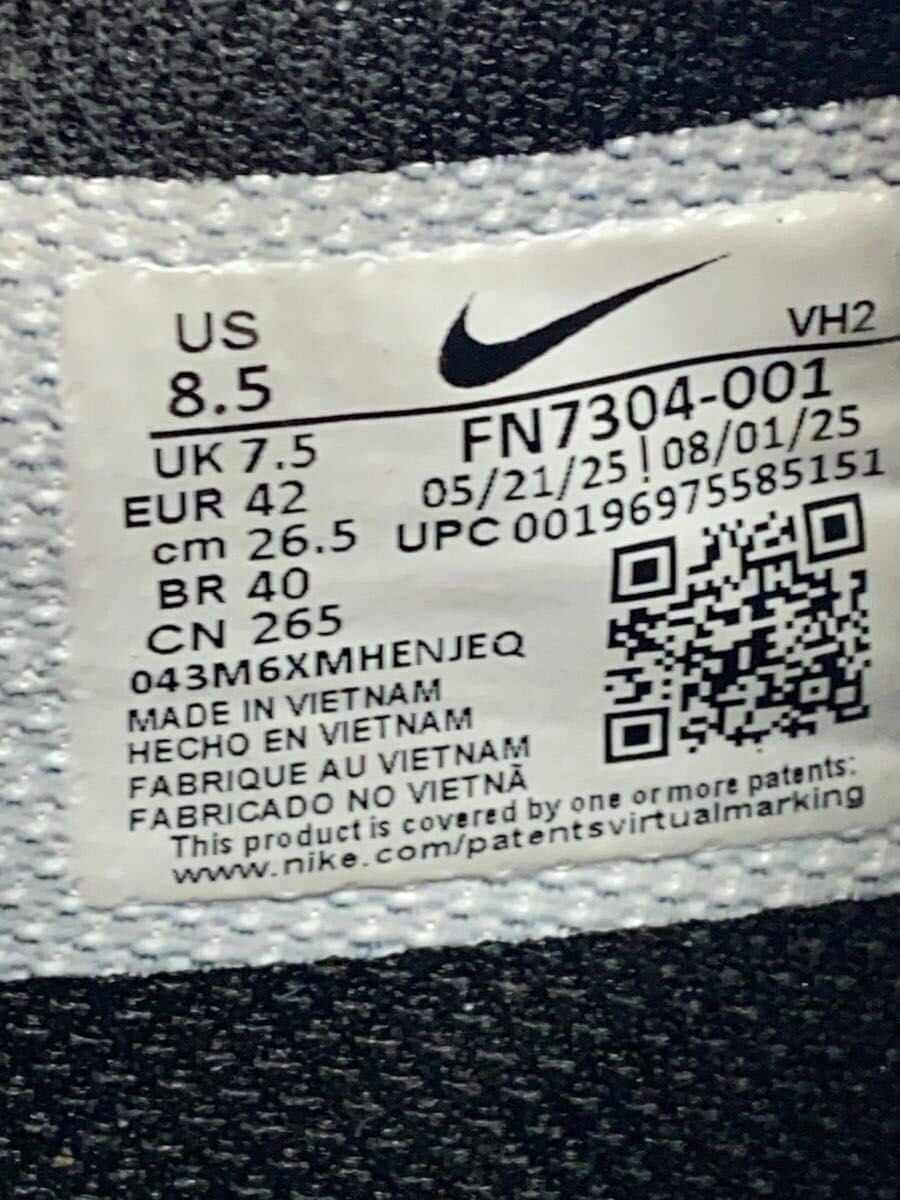 US
8.5
VH2
UK 7.5
EUR 42
cm 26.5
BR 40
CN 265
FN7304-001
05/21/25 | 08/01/25
UPC 00196975585151
043M6XMHENJEQ
MADE IN VIETNAM
HECHO EN VIETNAM
FABRIQUE AU VIETNAM
FABRICADO NO VIETNÃ
This product is covered by one or more patents:
www.nike.com/patentsvirtualmarking